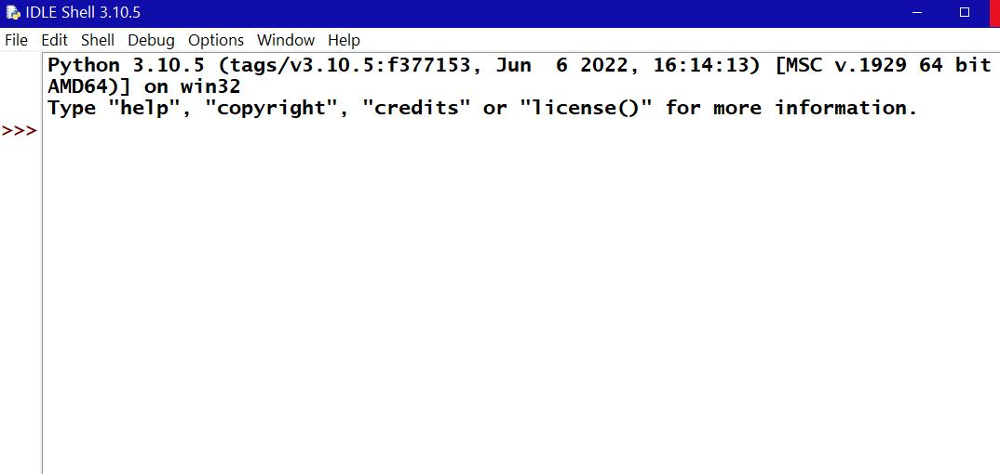 IDLE Shell 3.10.5
File Edit Shell Debug Options Window Help
Python 3.10.5 (tags/v3.10.5:f377153, Jun  6 2022, 16:14:13) [MSC v.1929 64 bit
AMD64)] on win32
Type "help", "copyright", "credits" or "license()" for more information.
>>>